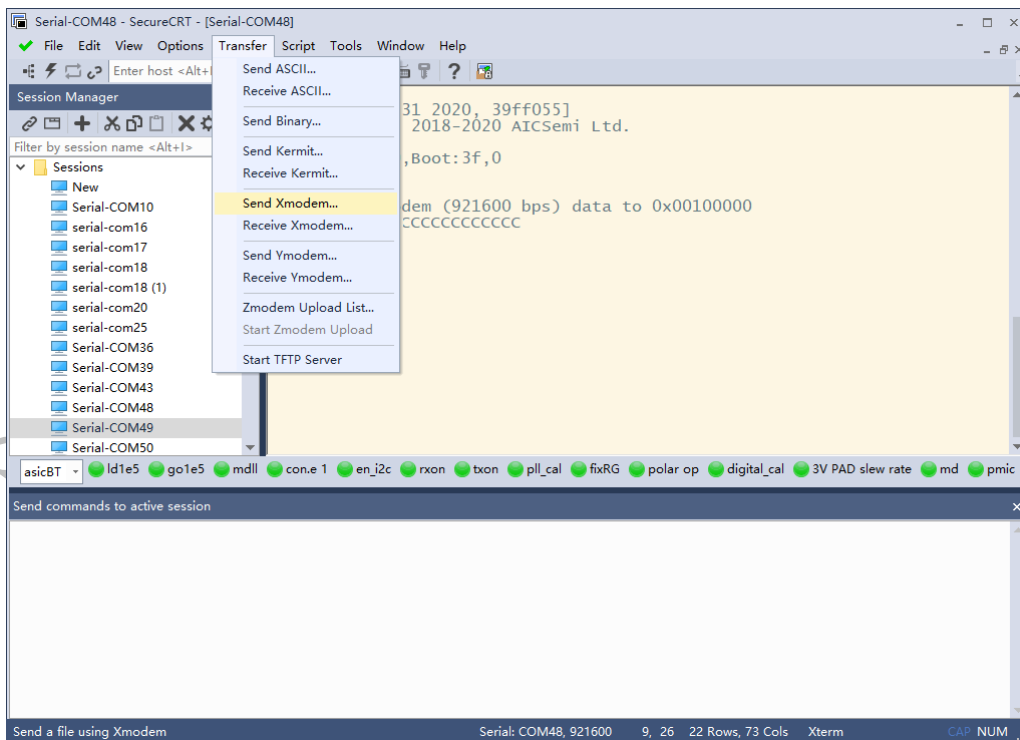 Serial-COM48 - SecureCRT - [Serial-COM48]
File Edit View Options Transfer Script Tools Window Help
Enter host <Alt+
Session Manager
Filter by session name <Alt+I>
Sessions
New
Serial-COM10
serial-com16
serial-com17
serial-com18
serial-com18 (1)
serial-com20
serial-com25
Serial-COM36
Serial-COM39
Serial-COM43
Serial-COM48
Serial-COM49
Serial-COM50
Send ASCII...
Receive ASCII...
Send Binary...
Send Kermit...
Receive Kermit...
Send Xmodem...
Receive Xmodem...
Send Ymodem...
Receive Ymodem...
Zmodem Upload List...
Start Zmodem Upload
Start TFTP Server
31 2020, 39ff055]
2018-2020 AICSemi Ltd.
,Boot:3f,0
dem (921600 bps) data to 0x00100000
CCCCCCCCCCCC
asicBT ld1e5 go1e5 mdll con.e 1 en_i2c rxon txon pll_cal fixRG polar op digital_cal 3V PAD slew rate md pmic
Send commands to active session
Send a file using Xmodem Serial: COM48, 921600 9, 26 22 Rows, 73 Cols Xterm CAP NUM